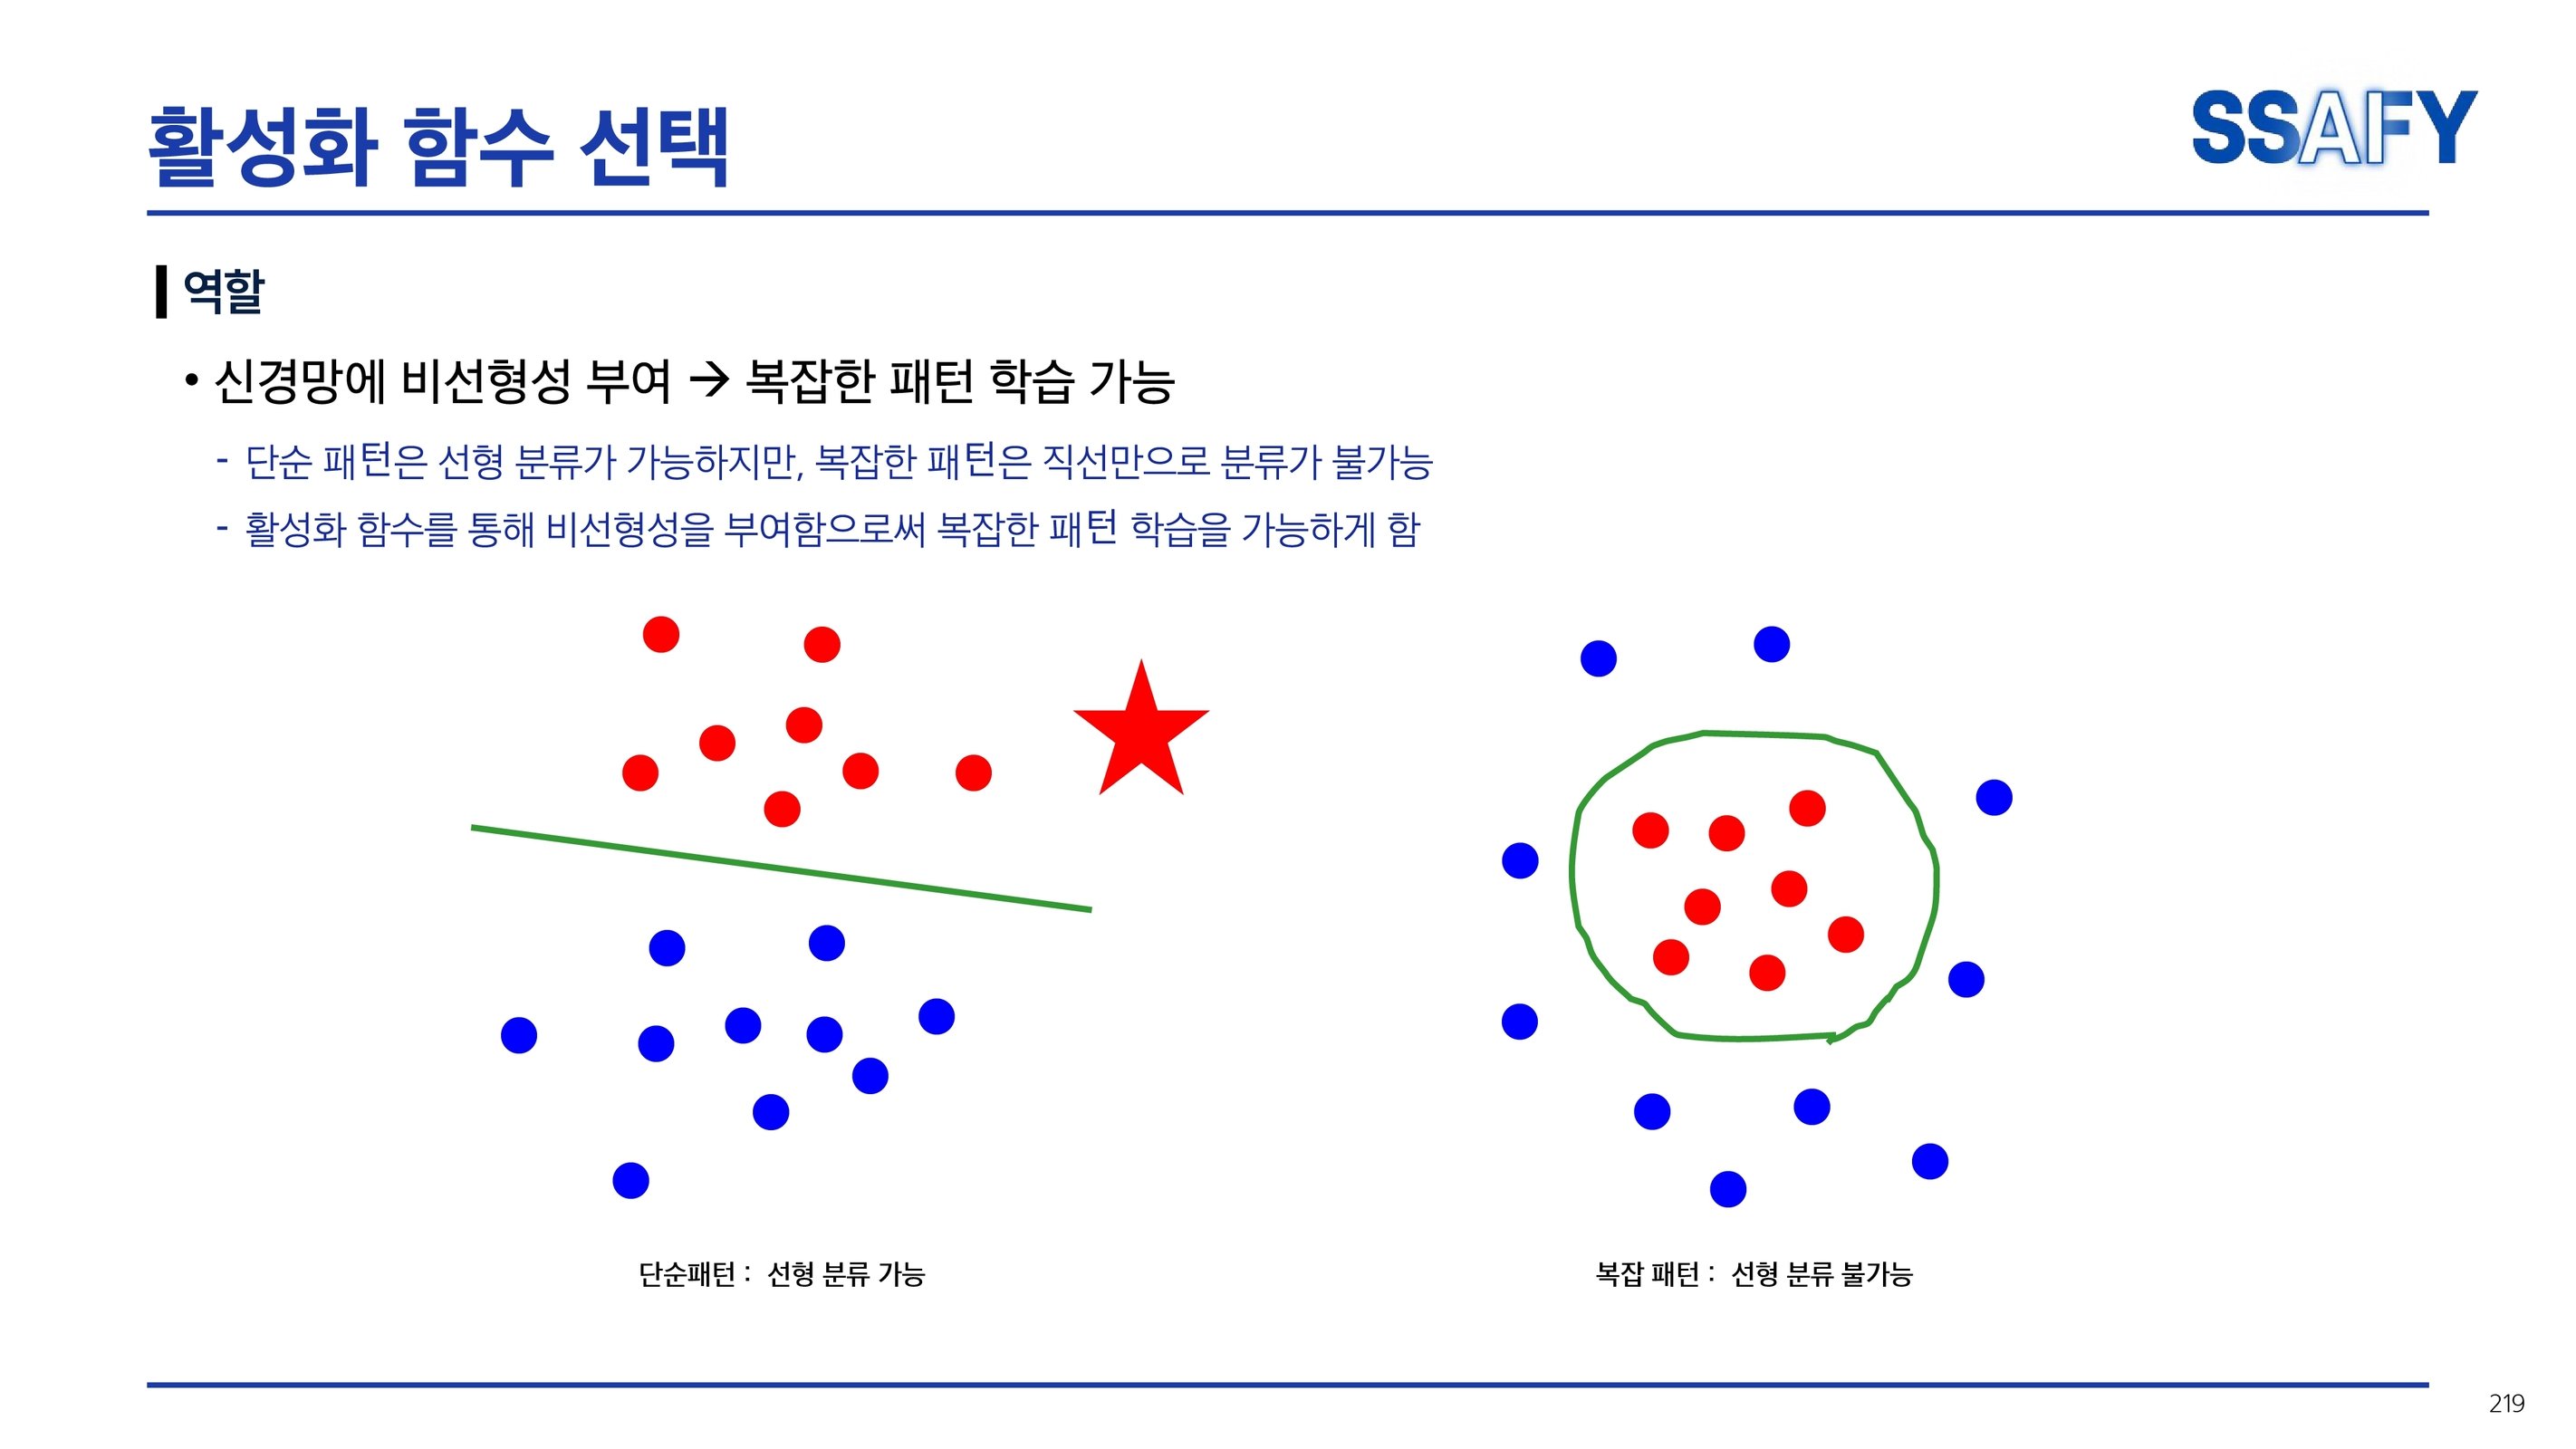 활성화 함수 선택
SSAFY
역할
• 신경망에 비선형성 부여 → 복잡한 패턴 학습 가능
- 단순 패턴은 선형 분류가 가능하지만, 복잡한 패턴은 직선만으로 분류가 불가능
- 활성화 함수를 통해 비선형성을 부여함으로써 복잡한 패턴 학습을 가능하게 함
단순패턴 : 선형 분류 가능
복잡 패턴 : 선형 분류 불가능
219